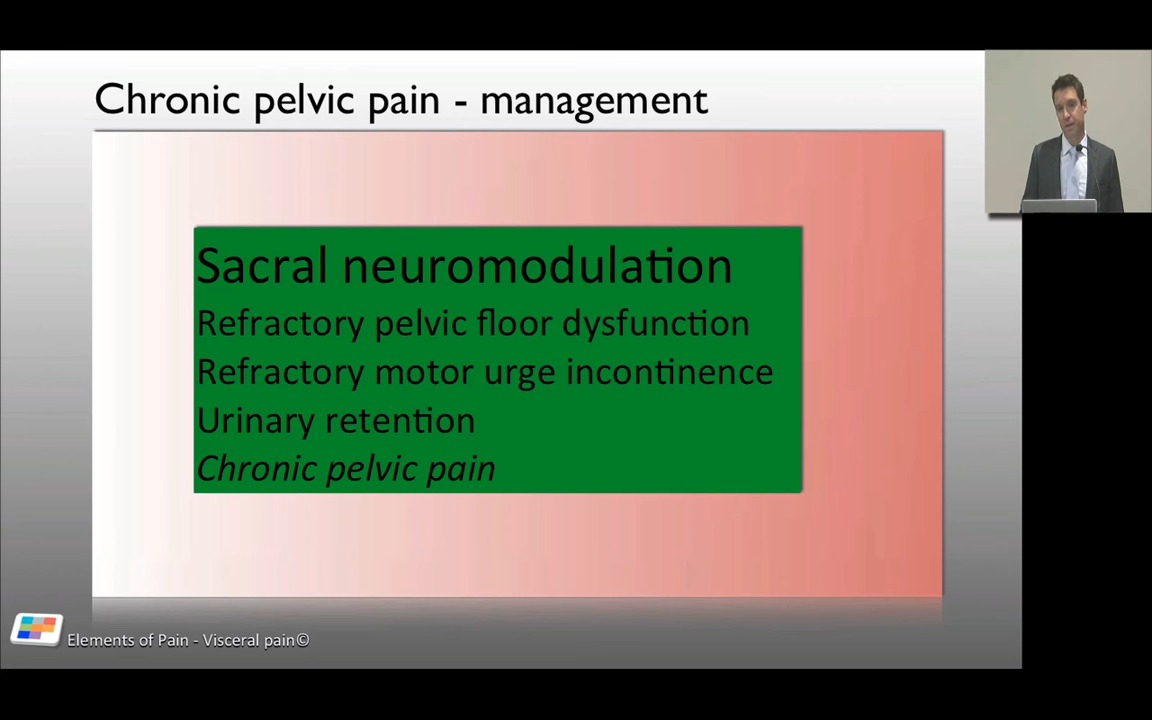 Chronic pelvic pain - management
Sacral neuromodulation
Refractory pelvic floor dysfunction
Refractory motor urge incontinence
Urinary retention
Chronic pelvic pain
Elements of Pain - Visceral pain©